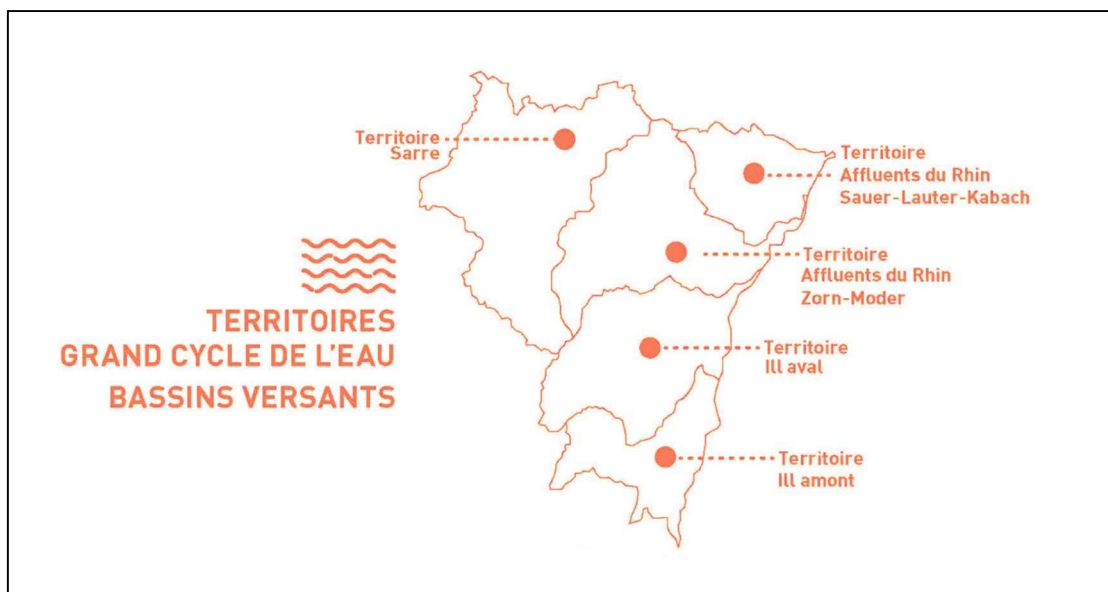 Territoire
Sarre
Territoire
Affluents du Rhin
Sauer-Lauter-Kabach
Territoire
Affluents du Rhin
Zorn-Moder
TERRITOIRES
GRAND CYCLE DE L'EAU
BASSINS VERSANTS
Territoire
Ill aval
Territoire
Ill amont